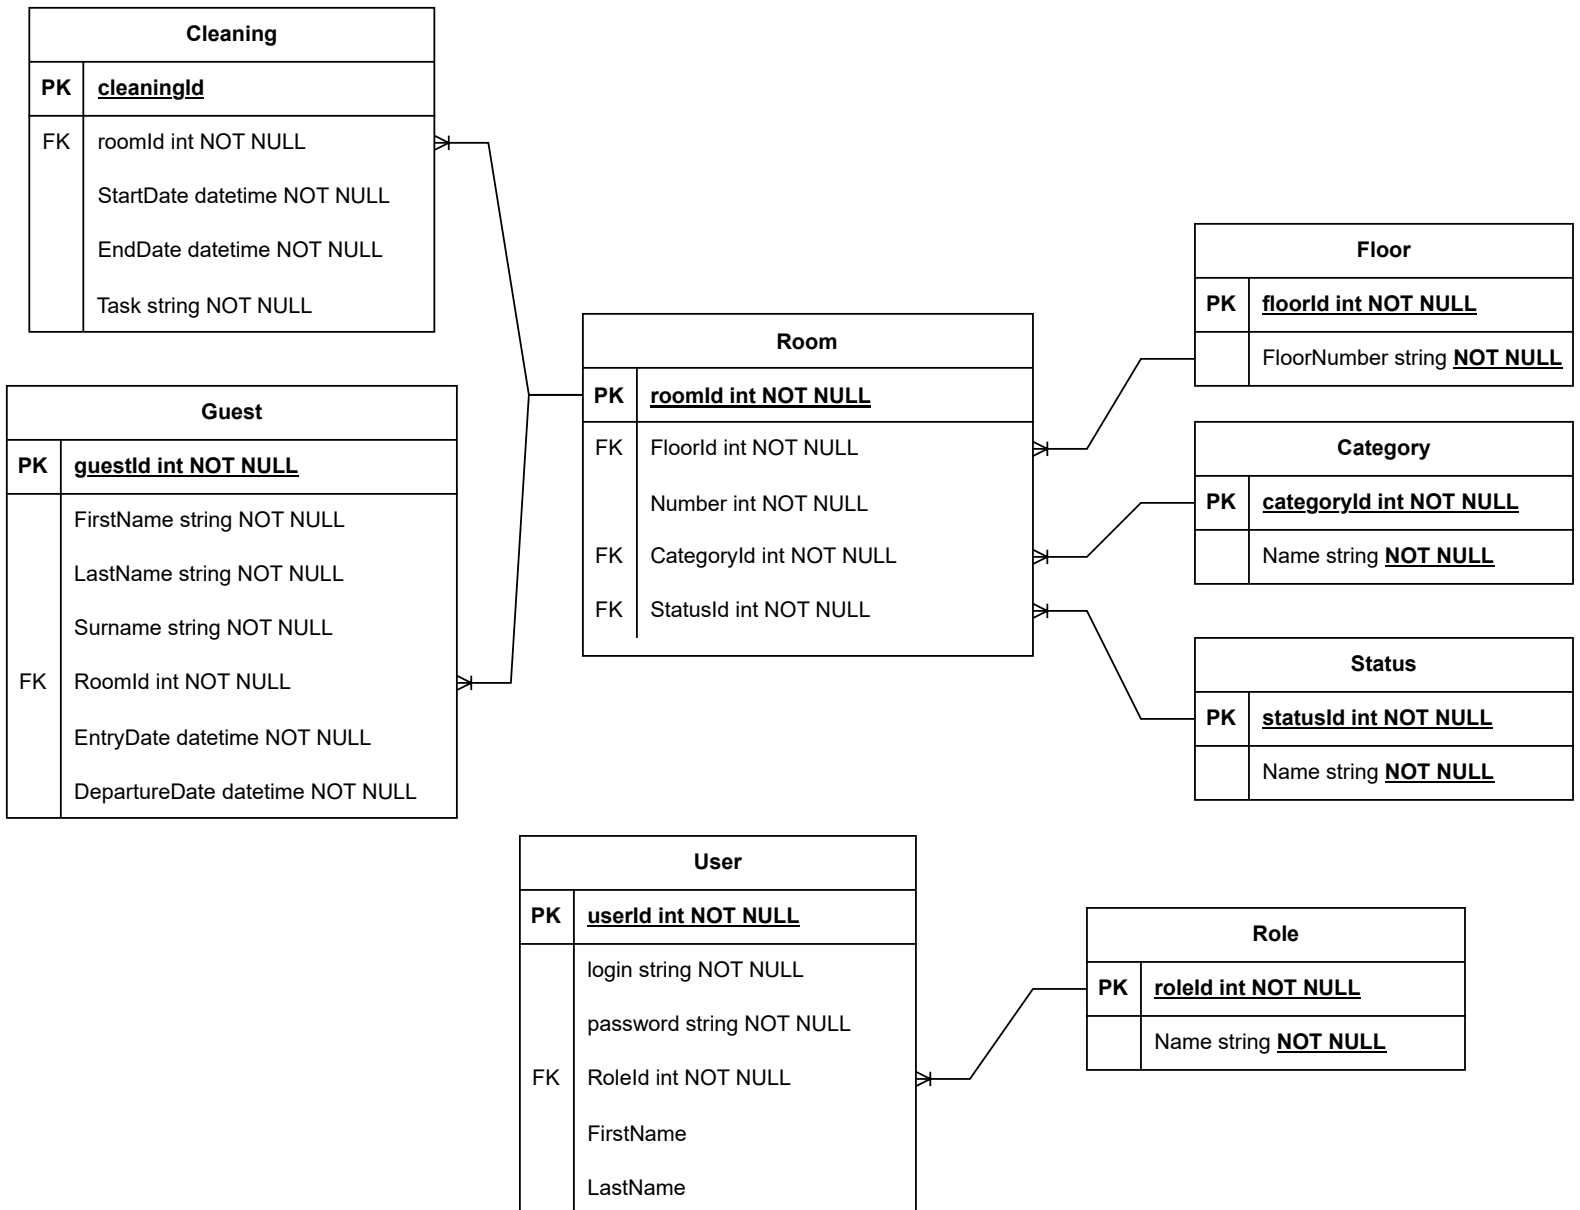 Cleaning
PK cleaningId
FK roomId int NOT NULL
StartDate datetime NOT NULL
EndDate datetime NOT NULL
Task string NOT NULL
Guest
PK guestId int NOT NULL
FirstName string NOT NULL
LastName string NOT NULL
Surname string NOT NULL
FK RoomId int NOT NULL
EntryDate datetime NOT NULL
DepartureDate datetime NOT NULL
Room
PK roomId int NOT NULL
FK FloorId int NOT NULL
Number int NOT NULL
FK CategoryId int NOT NULL
FK StatusId int NOT NULL
Floor
PK floorId int NOT NULL
FloorNumber string NOT NULL
Category
PK categoryId int NOT NULL
Name string NOT NULL
Status
PK statusId int NOT NULL
Name string NOT NULL
User
PK userId int NOT NULL
login string NOT NULL
password string NOT NULL
FK RoleId int NOT NULL
FirstName
LastName
Role
PK roleId int NOT NULL
Name string NOT NULL